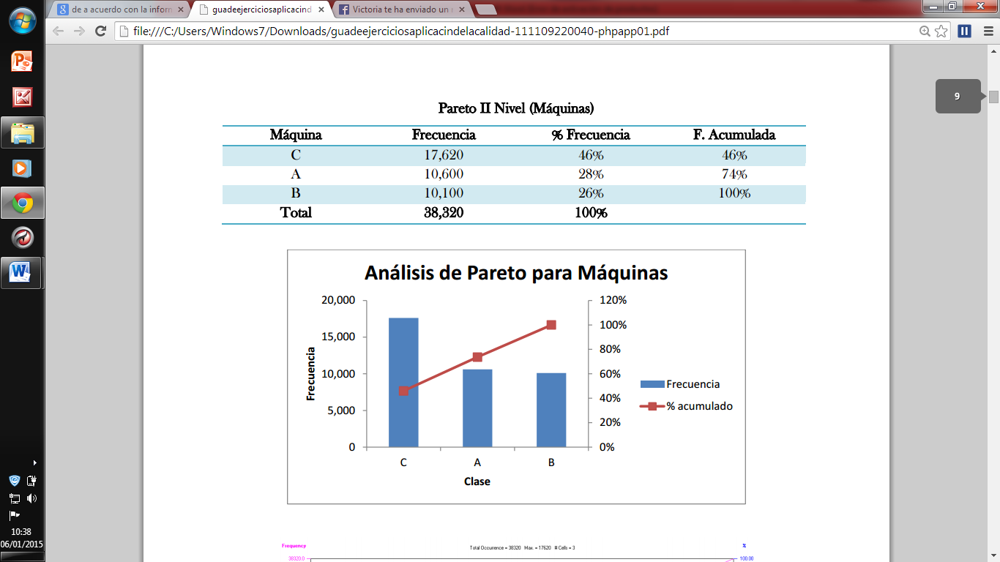 de a acuerdo con la inform
guadeejerciciosaplicacind
Victoria te ha enviado un
file:///C:/Users/Windows7/Downloads/guadeejerciciosaplicacindelacalidad-111109220040-phpapp01.pdf
9
Pareto II Nivel (Máquinas)
Máquina Frecuencia % Frecuencia F. Acumulada
C 17,620 46% 46%
A 10,600 28% 74%
B 10,100 26% 100%
Total 38,320 100%
Análisis de Pareto para Máquinas
20,000 120%
100%
15,000
80%
10,000 60%
40%
5,000
20%
0 0%
Frecuencia
C A B
Clase
Frecuencia
% acumulado
Frequency Total Occurrence = 38320 Max. = 17620 # Cells = 3 %
38320.0 100.00
10:38
06/01/2015